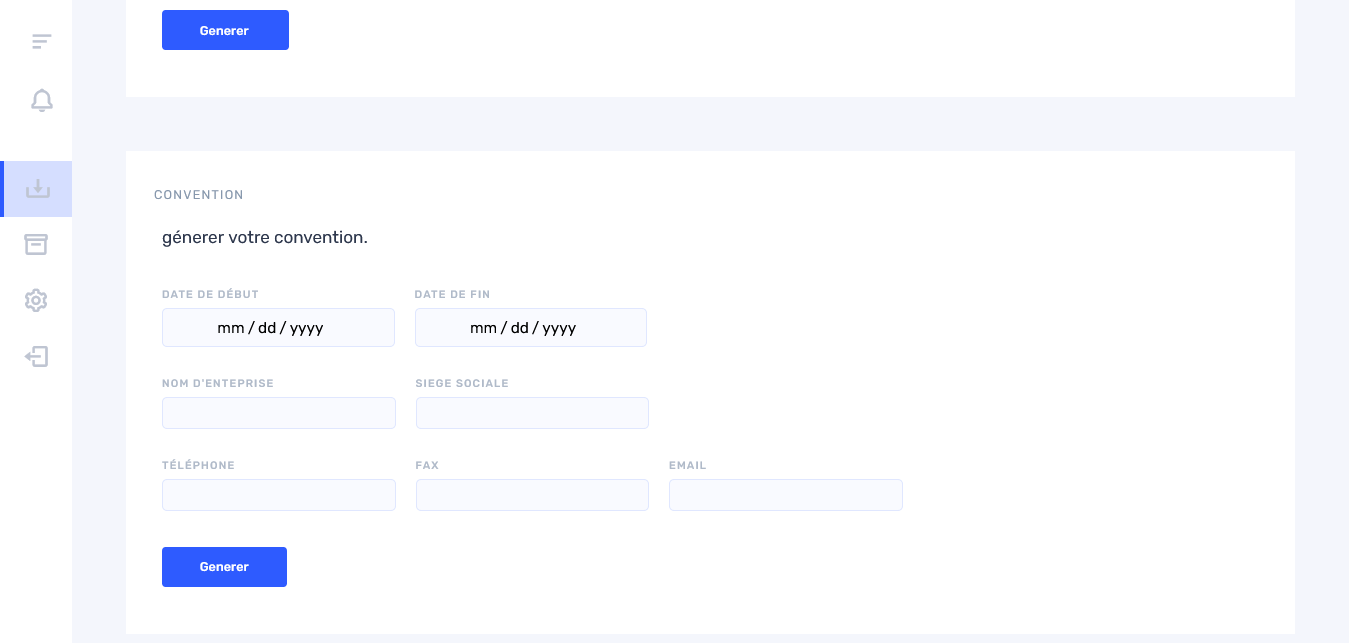 Generer
CONVENTION
génerer votre convention.
DATE DE DÉBUT DATE DE FIN
mm / dd / yyyy mm / dd / yyyy
NOM D'ENTEPRISE SIEGE SOCIALE
TÉLÉPHONE FAX EMAIL
Generer